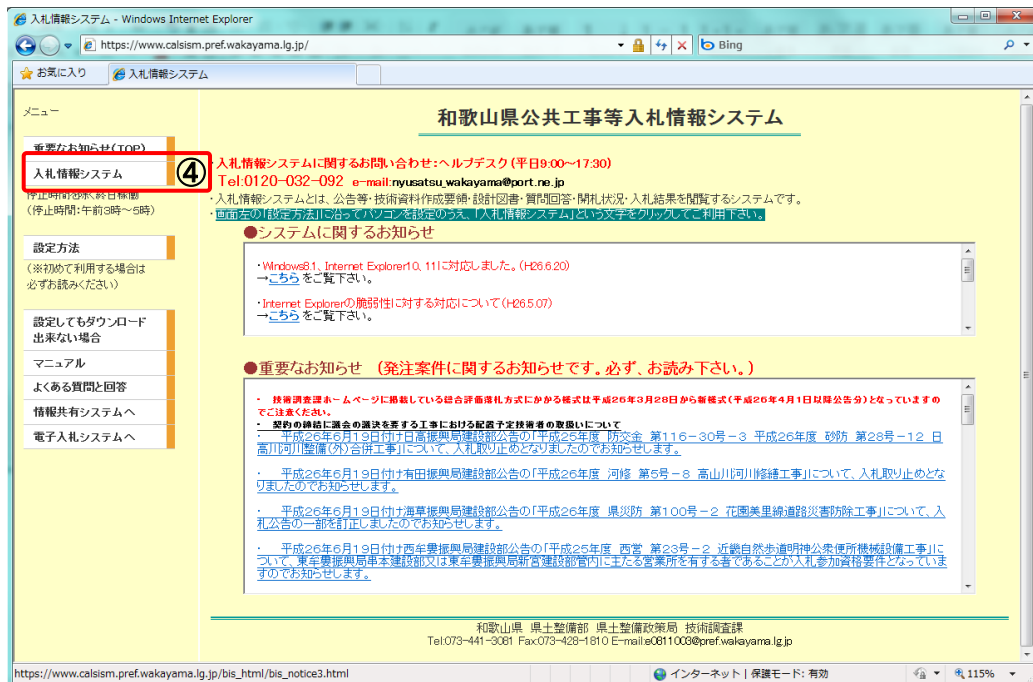 入札情報システム - Windows Internet Explorer
https://www.calsism.pref.wakayama.lg.jp/
Bing
お気に入り
入札情報システム
メニュー
重要なお知らせ(TOP)
入札情報システム
④
停止時間を除く終日稼働
(停止時間:午前3時～5時)
設定方法
(※初めて利用する場合は
必ずお読みください)
設定してもダウンロード
出来ない場合
マニュアル
よくある質問と回答
情報共有システムへ
電子入札システムへ
和歌山県公共工事等入札情報システム
・入札情報システムに関するお問い合わせ:ヘルプデスク(平日9:00～17:30)
Tel:0120-032-092 e-mail:nyusatsu_wakayama@port.ne.jp
・入札情報システムとは、公告等・技術資料作成要領・設計図書・質問回答・開札状況・入札結果を閲覧するシステムです。
・画面左の「設定方法」に沿ってパソコンを設定のうえ、「入札情報システム」という文字をクリックしてご利用下さい。
●システムに関するお知らせ
・Windows8.1、Internet Explorer10、11に対応しました。(H26.6.20)
→こちら をご覧下さい。
・Internet Explorerの脆弱性に対する対応について(H26.5.07)
→こちら をご覧下さい。
●重要なお知らせ (発注案件に関するお知らせです。必ず、お読み下さい。)
・ 技術調査課ホームページに掲載している総合評価落札方式にかかる様式は平成26年3月28日から新様式(平成26年4月1日以降公告分)となっていますの
でご注意ください。
・ 契約の締結に議会の議決を要する工事における配置予定技術者の取扱いについて
・ 平成26年6月19日付け日高振興局建設部公告の「平成26年度 防交金 第116-30号-3 平成26年度 砂防 第28号-12 日
高川河川整備(外)合併工事」について、入札取り止めとなりましたのでお知らせします。
・ 平成26年6月19日付け有田振興局建設部公告の「平成26年度 河修 第5号-8 高山川河川修繕工事」について、入札取り止めとな
りましたのでお知らせします。
・ 平成26年6月19日付け海草振興局建設部公告の「平成26年度 県災防 第100号-2 花園美里線道路災害防除工事」について、入
札公告の一部を訂正しましたのでお知らせします。
・ 平成26年6月19日付け西牟婁振興局建設部公告の「平成25年度 西営 第23号-2 近畿自然歩道明神公衆便所機械設備工事」に
ついて、東牟婁振興局串本建設部又は東牟婁振興局新宮建設部管内に主たる営業所を有する者であることが入札参加資格要件となっていま
すのでお知らせします。
和歌山県 県土整備部 県土整備政策局 技術調査課
Tel:073-441-3081 Fax:073-428-1810 E-mail:e0811003@pref.wakayama.lg.jp
https://www.calsism.pref.wakayama.lg.jp/bis_html/bis_notice3.html
インターネット | 保護モード: 有効
115%